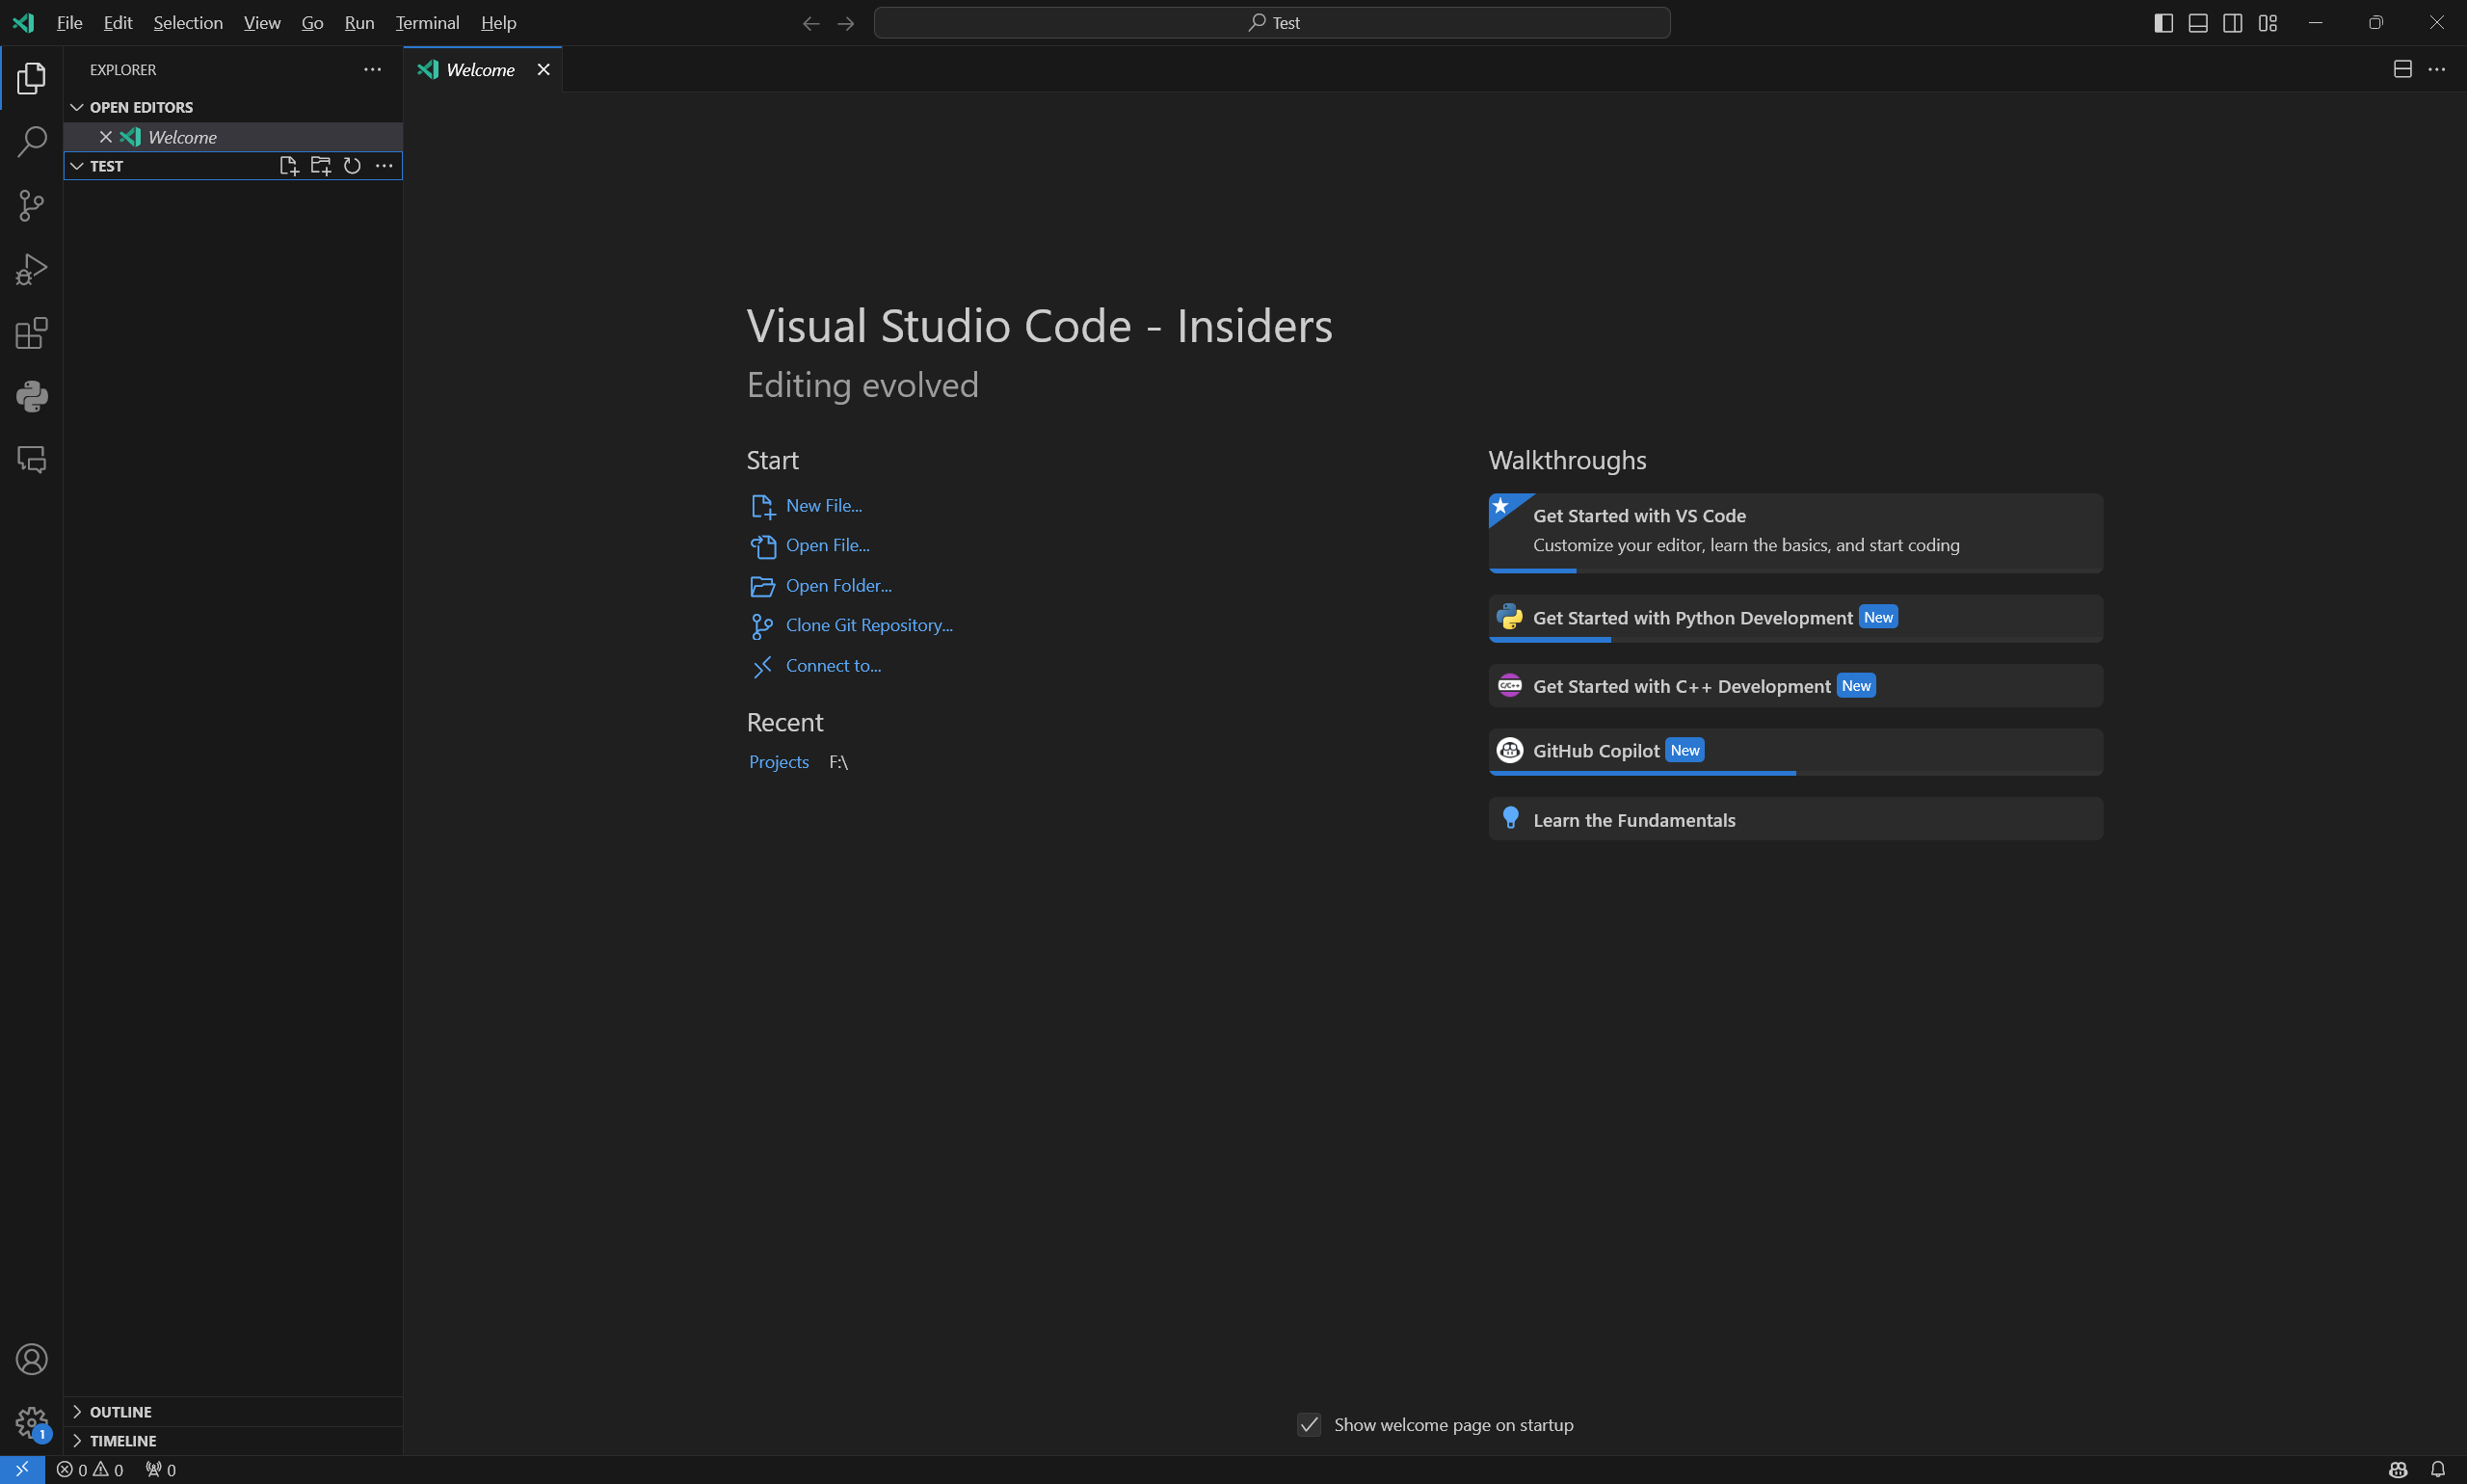 File Edit Selection View Go Run Terminal Help
Test
EXPLORER
Welcome
OPEN EDITORS
Welcome
TEST
Visual Studio Code - Insiders
Editing evolved
Start
New File...
Open File...
Open Folder...
Clone Git Repository...
Connect to...
Recent
Projects F:\
Walkthroughs
Get Started with VS Code
Customize your editor, learn the basics, and start coding
Get Started with Python Development New
C/C++ Get Started with C++ Development New
GitHub Copilot New
Learn the Fundamentals
Show welcome page on startup
OUTLINE
1
TIMELINE
0 0 0